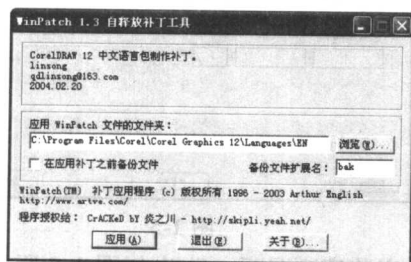 WinPatch 1.3 自释放补丁工具
CorelDRAW 12 中文语言包制作补丁。
linsong
qdlinsong@163.com
2004.02.20
应用 WinPatch 文件的文件夹：
C:\Program Files\Corel\Corel Graphics 12\Languages\EN
浏览(W)...
在应用补丁之前备份文件
备份文件扩展名：
bak
WinPatch(TM) 补丁应用程序 (c) 版权所有 1996 - 2003 Arthur English
http://www.artvs.com/
程序授权给： CrACKeD bY 炎之川 - http://skipli.yeah.net/
应用(A)
退出(E)
关于(B)...